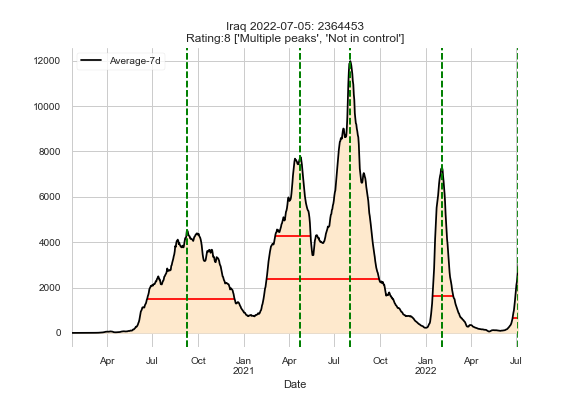 Iraq 2022-07-05: 2364453
Rating:8 ['Multiple peaks', 'Not in control']
Average-7d
12000
10000
8000
6000
4000
2000
0
Apr Jul Oct Jan Apr Jul Oct Jan Apr Jul
2021 2022
Date